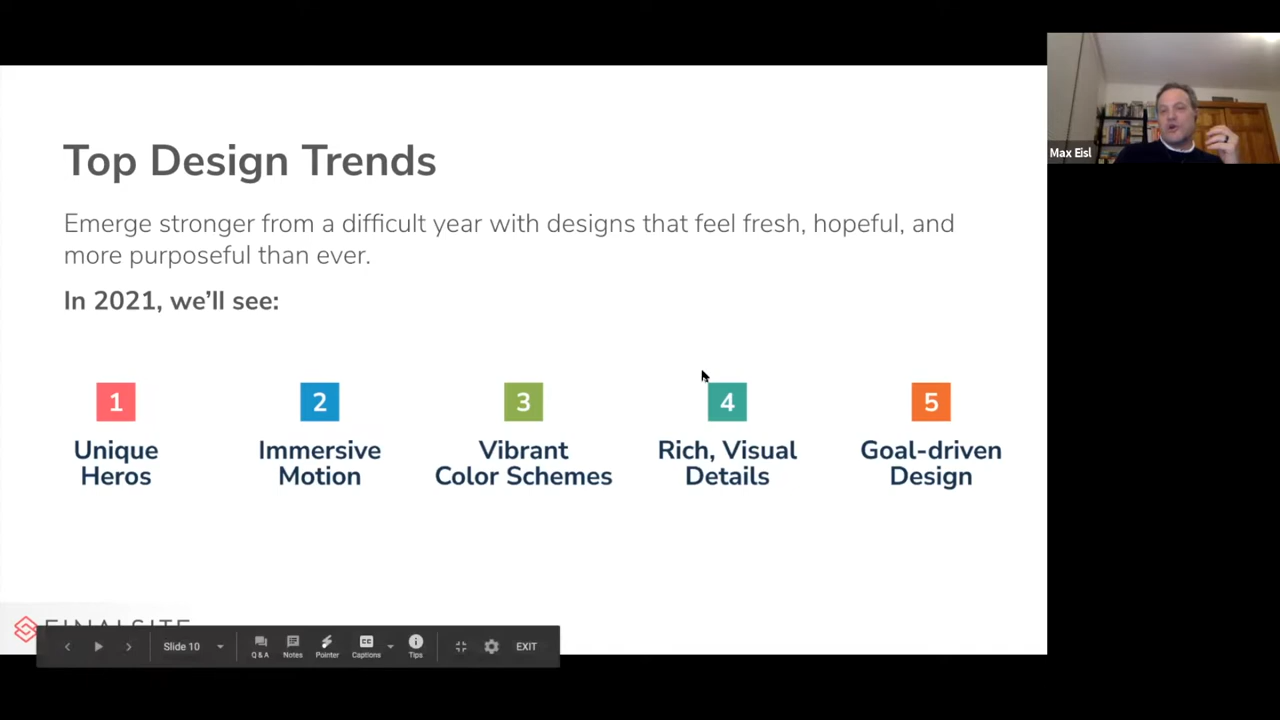 Top Design Trends
Emerge stronger from a difficult year with designs that feel fresh, hopeful, and
more purposeful than ever.
In 2021, we'll see:
1
Unique
Heros
2
Immersive
Motion
3
Vibrant
Color Schemes
4
Rich, Visual
Details
5
Goal-driven
Design
FINALSITE
Slide 10
Q & A
Notes
Pointer
CC
Captions
Tips
EXIT
Max Eisl